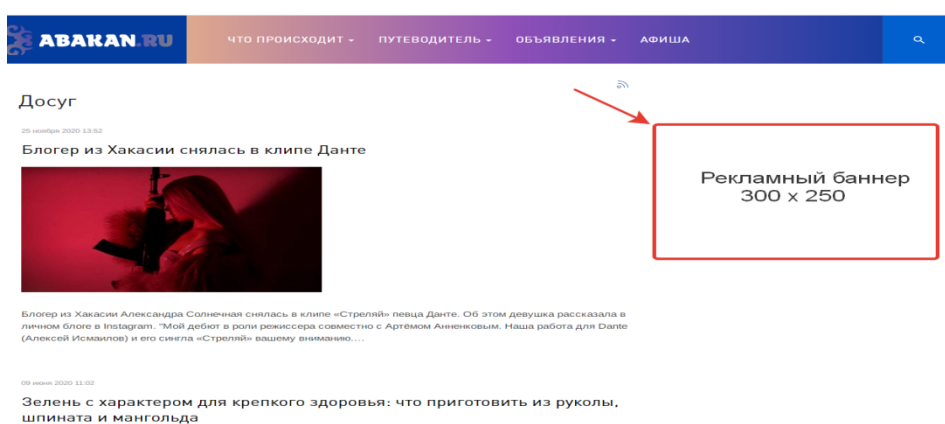 ABAKAN.RU
ЧТО ПРОИСХОДИТ
ПУТЕВОДИТЕЛЬ
ОБЪЯВЛЕНИЯ
АФИША
Досуг
25 ноября 2020 13:52
Блогер из Хакасии снялась в клипе Данте
Блогер из Хакасии Александра Солнечная снялась в клипе «Стреляй» певца Данте. Об этом девушка рассказала в
личном блоге в Instagram. "Мой дебют в роли режиссера совместно с Артёмом Анненковым. Наша работа для Dante
(Алексей Исмаилов) и его сингла «Стреляй» вашему вниманию....
09 июня 2020 11:02
Зелень с характером для крепкого здоровья: что приготовить из руколы,
шпината и мангольда
Рекламный баннер
300 x 250